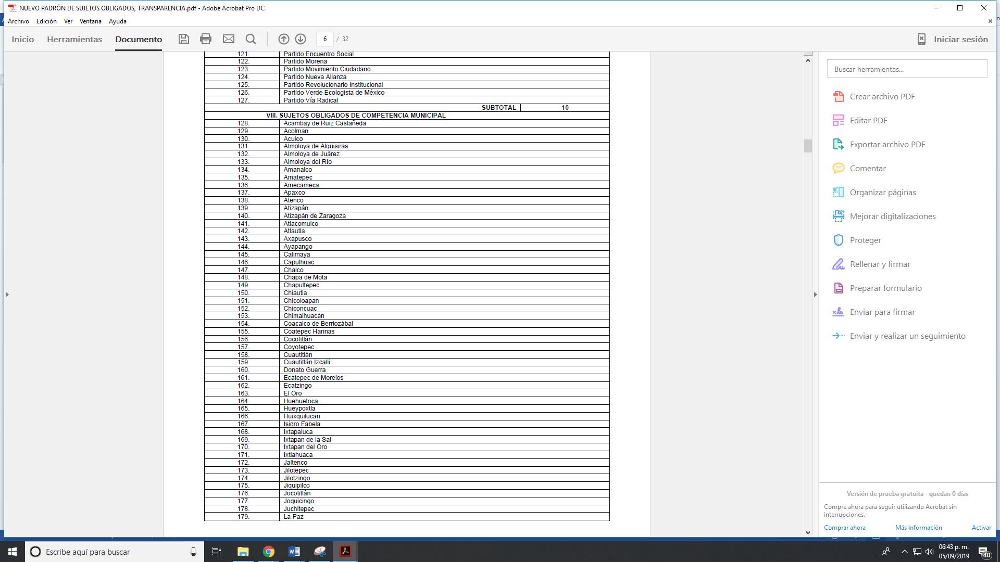 NUEVO PADRÓN DE SUJETOS OBLIGADOS, TRANSPARENCIA.pdf - Adobe Acrobat Pro DC
Archivo Edición Ver Ventana Ayuda
Inicio Herramientas Documento 6 / 32 Iniciar sesión
121. Partido Encuentro Social
122. Partido Morena
123. Partido Movimiento Ciudadano
124. Partido Nueva Alianza
125. Partido Revolucionario Institucional
126. Partido Verde Ecologista de México
127. Partido Vía Radical
SUBTOTAL 10
VIII. SUJETOS OBLIGADOS DE COMPETENCIA MUNICIPAL
128. Acambay de Ruiz Castañeda
129. Acolman
130. Aculco
131. Almoloya de Alquisiras
132. Almoloya de Juárez
133. Almoloya del Río
134. Amanalco
135. Amatepec
136. Amecameca
137. Apaxco
138. Atenco
139. Atizapán
140. Atizapán de Zaragoza
141. Atlacomulco
142. Atlautla
143. Axapusco
144. Ayapango
145. Calimaya
146. Capulhuac
147. Chalco
148. Chapa de Mota
149. Chapultepec
150. Chiautla
151. Chicoloapan
152. Chiconcuac
153. Chimalhuacán
154. Coacalco de Berriozábal
155. Coatepec Harinas
156. Cocotitlán
157. Coyotepec
158. Cuautitlán
159. Cuautitlán Izcalli
160. Donato Guerra
161. Ecatepec de Morelos
162. Ecatzingo
163. El Oro
164. Huehuetoca
165. Hueypoxtla
166. Huixquilucan
167. Isidro Fabela
168. Ixtapaluca
169. Ixtapan de la Sal
170. Ixtapan del Oro
171. Ixtlahuaca
172. Jaltenco
173. Jilotepec
174. Jilotzingo
175. Jiquipilco
176. Jocotitlán
177. Joquicingo
178. Juchitepec
179. La Paz
Buscar herramientas...
Crear archivo PDF
Editar PDF
Exportar archivo PDF
Comentar
Organizar páginas
Mejorar digitalizaciones
Proteger
Rellenar y firmar
Preparar formulario
Enviar para firmar
Enviar y realizar un seguimiento
Versión de prueba gratuita - quedan 0 días
Compre ahora para seguir utilizando Acrobat sin
interrupciones.
Comprar ahora Más información Activar
Escribe aquí para buscar
06:43 p. m.
05/09/2019
40